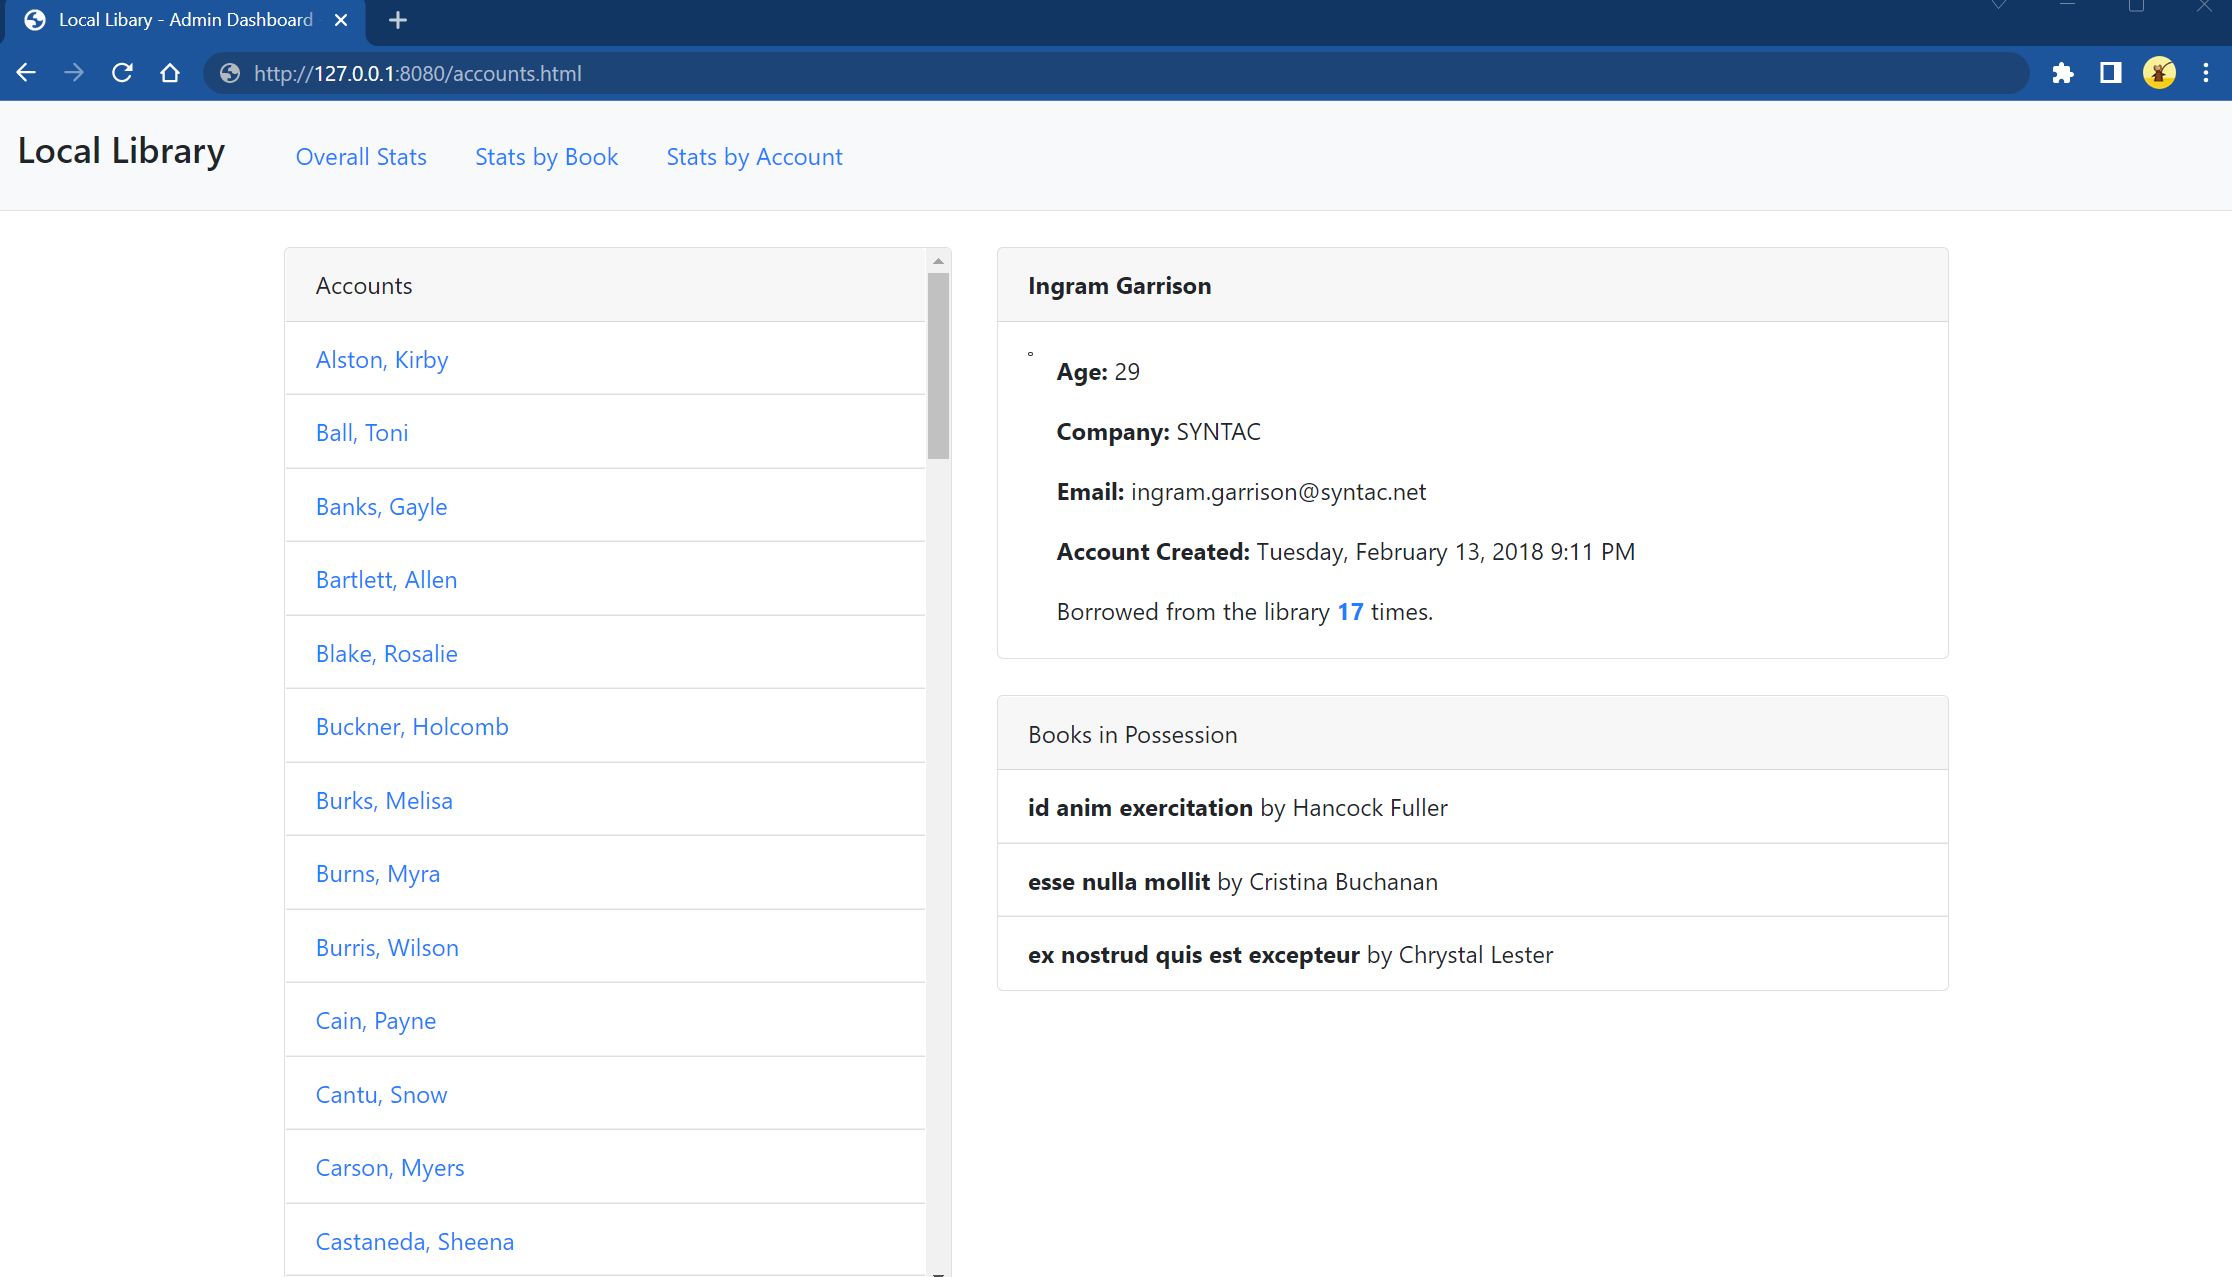 Local Libary - Admin Dashboard
http://127.0.0.1:8080/accounts.html
Local Library
Overall Stats
Stats by Book
Stats by Account
Accounts
Alston, Kirby
Ball, Toni
Banks, Gayle
Bartlett, Allen
Blake, Rosalie
Buckner, Holcomb
Burks, Melisa
Burns, Myra
Burris, Wilson
Cain, Payne
Cantu, Snow
Carson, Myers
Castaneda, Sheena
Ingram Garrison
Age: 29
Company: SYNTAC
Email: ingram.garrison@syntac.net
Account Created: Tuesday, February 13, 2018 9:11 PM
Borrowed from the library 17 times.
Books in Possession
id anim exercitation by Hancock Fuller
esse nulla mollit by Cristina Buchanan
ex nostrud quis est excepteur by Chrystal Lester